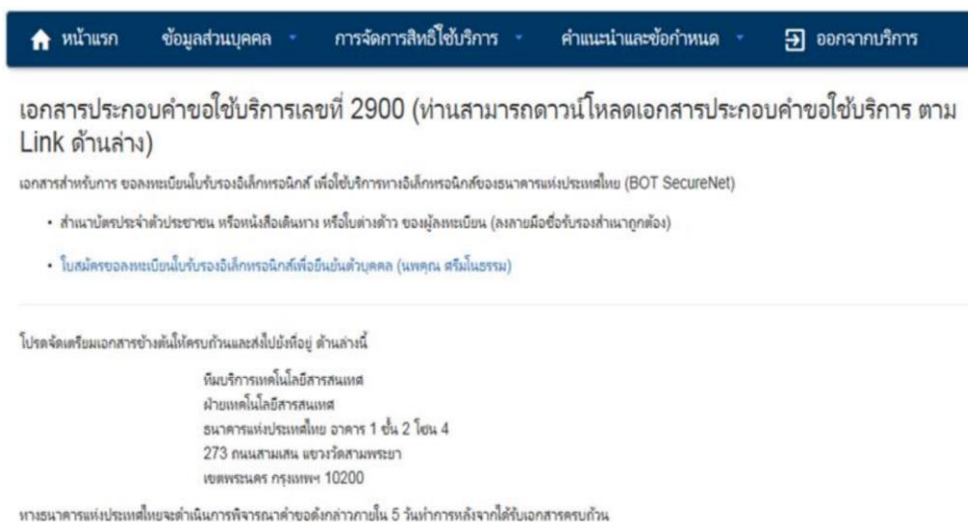 หน้าแรก ข้อมูลส่วนบุคคล การจัดการสิทธิ์ใช้บริการ คำแนะนำและข้อกำหนด ออกจากบริการ
เอกสารประกอบคำขอใช้บริการเลขที่ 2900 (ท่านสามารถดาวน์โหลดเอกสารประกอบคำขอใช้บริการ ตาม
Link ด้านล่าง)
เอกสารสำหรับการ ขอลงทะเบียนใบรับรองอิเล็กทรอนิกส์ เพื่อใช้บริการทางอิเล็กทรอนิกส์ของธนาคารแห่งประเทศไทย (BOT SecureNet)
• สำเนาบัตรประจำตัวประชาชน หรือหนังสือเดินทาง หรือใบต่างด้าว ของผู้ลงทะเบียน (ลงลายมือชื่อรับรองสำเนาถูกต้อง)
• ใบสมัครขอลงทะเบียนใบรับรองอิเล็กทรอนิกส์เพื่อยืนยันตัวบุคคล (นพคุณ ศรีมโนธรรม)
โปรดจัดเตรียมเอกสารข้างต้นให้ครบถ้วนและส่งไปยังที่อยู่ ด้านล่างนี้
ทีมบริการเทคโนโลยีสารสนเทศ
ฝ่ายเทคโนโลยีสารสนเทศ
ธนาคารแห่งประเทศไทย อาคาร 1 ชั้น 2 โซน 4
273 ถนนสามเสน แขวงวัดสามพระยา
เขตพระนคร กรุงเทพฯ 10200
ทางธนาคารแห่งประเทศไทยจะดำเนินการพิจารณาคำขอดังกล่าวภายใน 5 วันทำการหลังจากได้รับเอกสารครบถ้วน